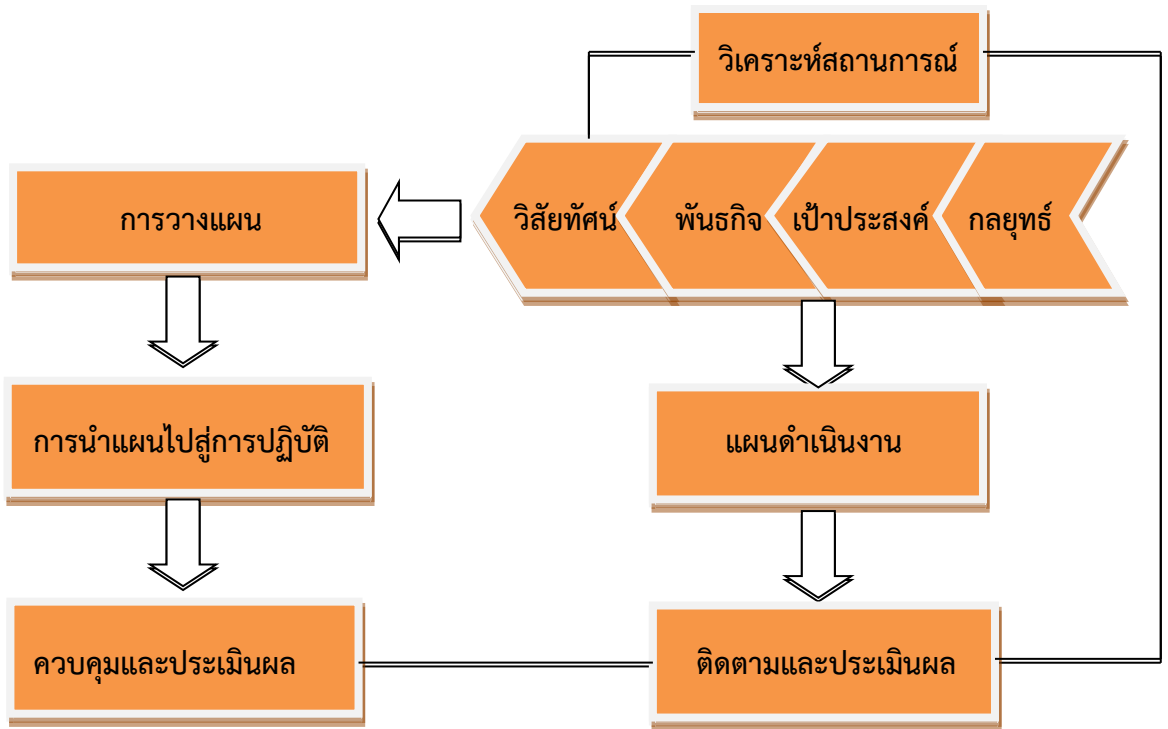 วิเคราะห์สถานการณ์
การวางแผน
วิสัยทัศน์ พันธกิจ เป้าประสงค์ กลยุทธ์
การนำแผนไปสู่การปฏิบัติ
แผนดำเนินงาน
ควบคุมและประเมินผล
ติดตามและประเมินผล